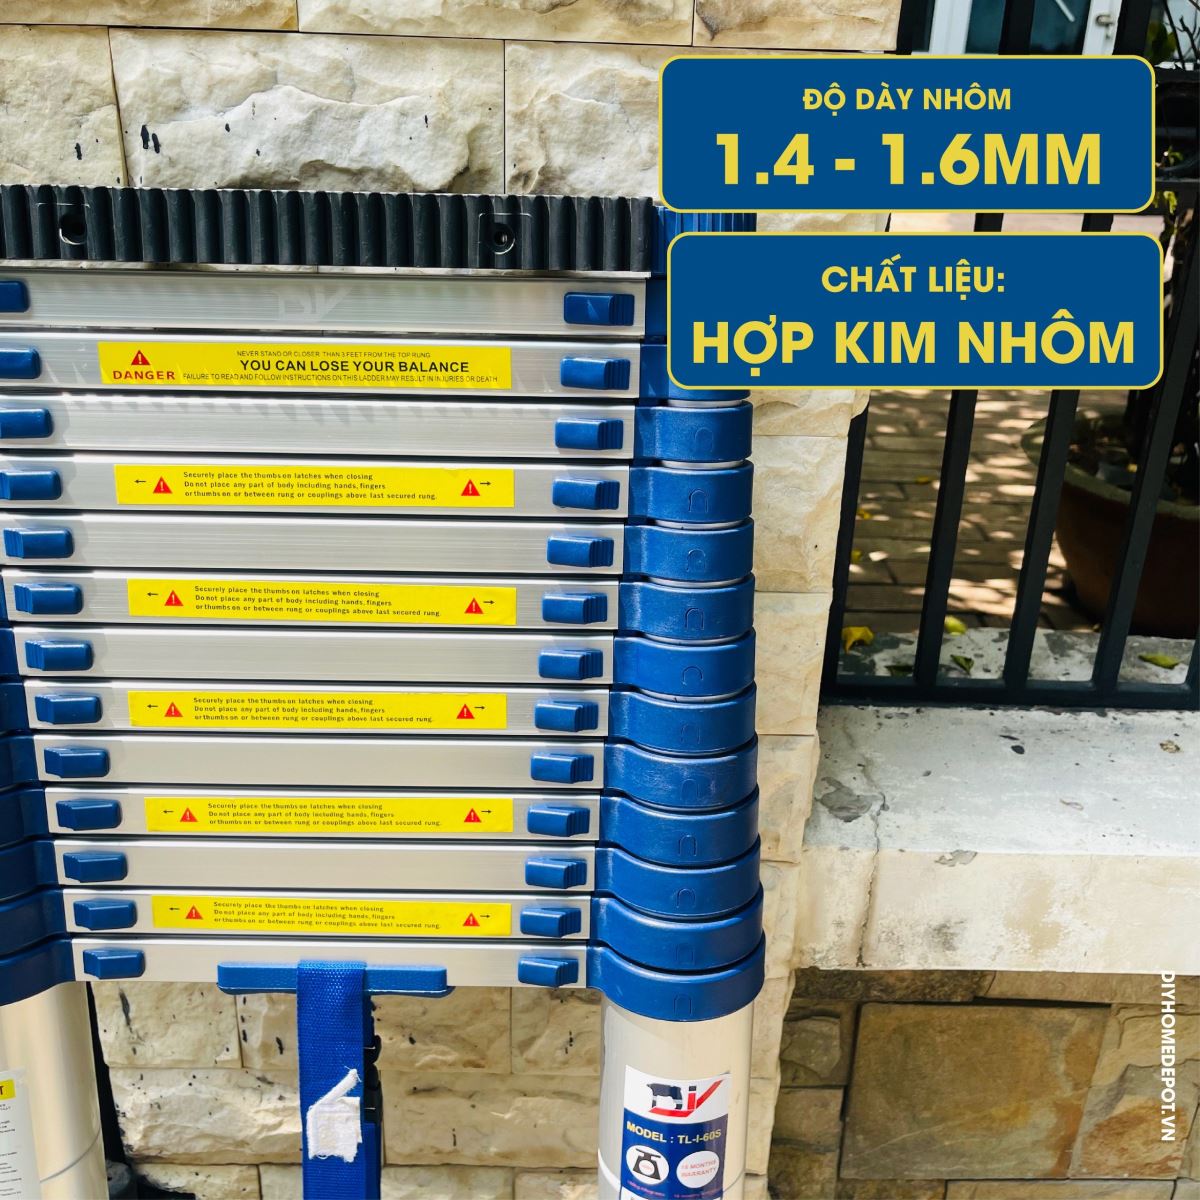 ĐỘ DÀY NHÔM
1.4 - 1.6MM
CHẤT LIỆU:
HỢP KIM NHÔM
DANGER
NEVER STAND OR CLOSER THAN 3 FEET FROM THE TOP RUNG
YOU CAN LOSE YOUR BALANCE
FAILURE TO READ AND FOLLOW INSTRUCTIONS ON THIS LADDER MAY RESULT IN INJURIES OR DEATH
Securely place the thumbs on latches when closing
Do not place any part of body including hands, fingers
or thumbs on or between rung or couplings above last secured rung.
Securely place the thumbs on latches when closing
Do not place any part of body including hands, fingers
or thumbs on or between rung or couplings above last secured rung.
Securely place the thumbs on latches when closing
Do not place any part of body including hands, fingers
or thumbs on or between rung or couplings above last secured rung.
Securely place the thumbs on latches when closing
Do not place any part of body including hands, fingers
or thumbs on or between rung or couplings above last secured rung.
Securely place the thumbs on latches when closing
Do not place any part of body including hands, fingers
or thumbs on or between rung or couplings above last secured rung.
DIYHOMEDEPOT.VN
DIY
MODEL : TL-I-60S
18 MONTHS
WARRANTY